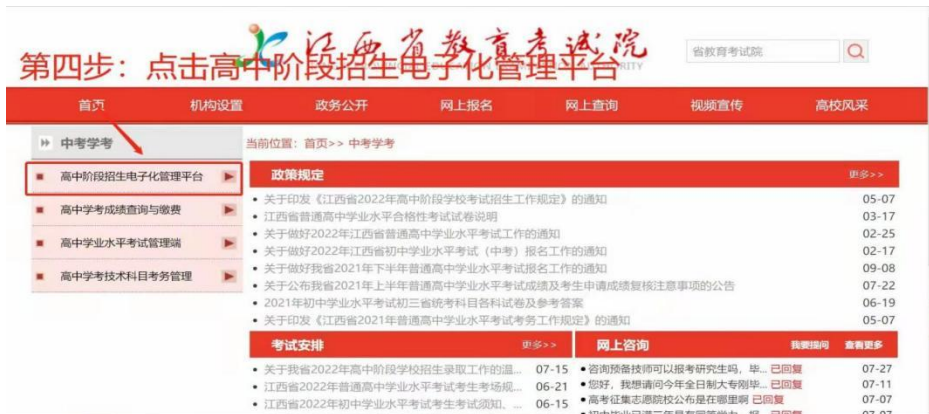 江西省教育考试院
省教育考试院
第四步：点击高中阶段招生电子化管理平台
首页 机构设置 政务公开 网上报名 网上查询 视频宣传 高校风采
中考学考
当前位置：首页>> 中考学考
高中阶段招生电子化管理平台
高中学考成绩查询与缴费
高中学业水平考试管理端
高中学考技术科目考务管理
政策规定 更多>>
• 关于印发《江西省2022年高中阶段学校考试招生工作规定》的通知 05-07
• 江西省普通高中学业水平合格性考试试卷说明 03-17
• 关于做好2022年江西省普通高中学业水平考试工作的通知 02-25
• 关于做好2022年江西省初中学业水平考试（中考）报名工作的通知 02-17
• 关于做好我省2021年下半年普通高中学业水平考试报名工作的通知 09-08
• 关于公布我省2021年上半年普通高中学业水平考试成绩及考生申请成绩复核注意事项的公告 07-22
• 2021年初中学业水平考试初三省统考科目各科试卷及参考答案 06-19
• 关于印发《江西省2021年普通高中学业水平考试考务工作规定》的通知 05-07
考试安排 更多>>
• 关于我省2022年高中阶段学校招生录取工作的温... 07-15
• 江西省2022年普通高中学业水平考试考生考场规... 06-21
• 江西省2022年初中学业水平考试考生考试须知、... 06-15
网上咨询 我要提问 查看更多
• 咨询预备技师可以报考研究生吗，毕... 已回复 07-27
• 您好，我想请问今年全日制大专刚毕... 已回复 07-11
• 高考征集志愿院校公布是在哪里啊 已回复 07-07